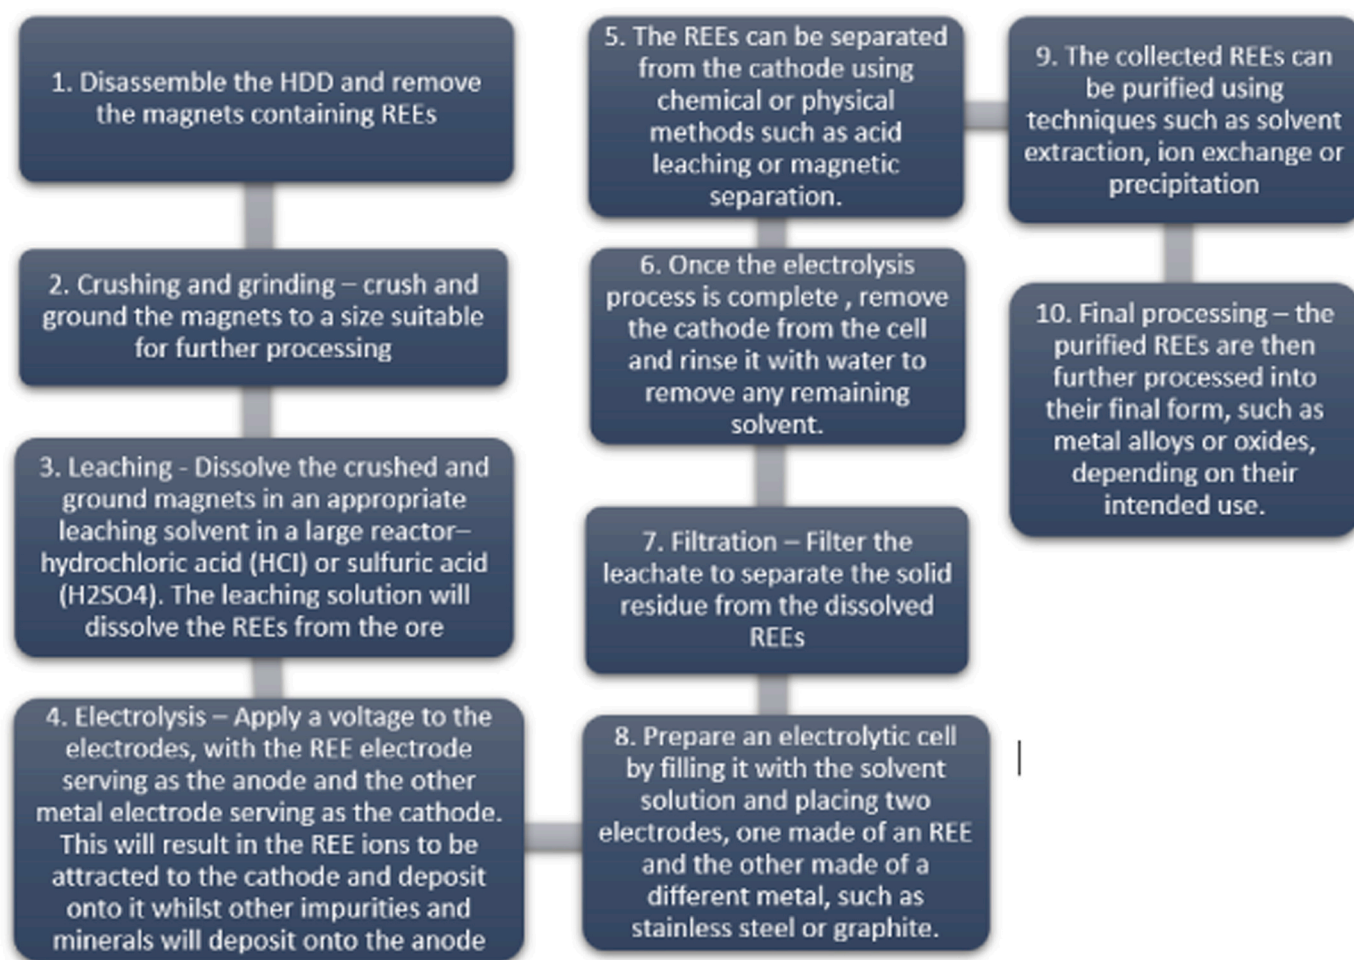 1. Disassemble the HDD and remove
the magnets containing REEs
2. Crushing and grinding – crush and
ground the magnets to a size suitable
for further processing
3. Leaching - Dissolve the crushed and
ground magnets in an appropriate
leaching solvent in a large reactor–
hydrochloric acid (HCl) or sulfuric acid
(H2SO4). The leaching solution will
dissolve the REEs from the ore
4. Electrolysis – Apply a voltage to the
electrodes, with the REE electrode
serving as the anode and the other
metal electrode serving as the cathode.
This will result in the REE ions to be
attracted to the cathode and deposit
onto it whilst other impurities and
minerals will deposit onto the anode
5. The REEs can be separated
from the cathode using
chemical or physical
methods such as acid
leaching or magnetic
separation.
6. Once the electrolysis
process is complete , remove
the cathode from the cell
and rinse it with water to
remove any remaining
solvent.
7. Filtration – Filter the
leachate to separate the solid
residue from the dissolved
REEs
8. Prepare an electrolytic cell
by filling it with the solvent
solution and placing two
electrodes, one made of an REE
and the other made of a
different metal, such as
stainless steel or graphite.
9. The collected REEs can
be purified using
techniques such as solvent
extraction, ion exchange or
precipitation
10. Final processing – the
purified REEs are then
further processed into
their final form, such as
metal alloys or oxides,
depending on their
intended use.